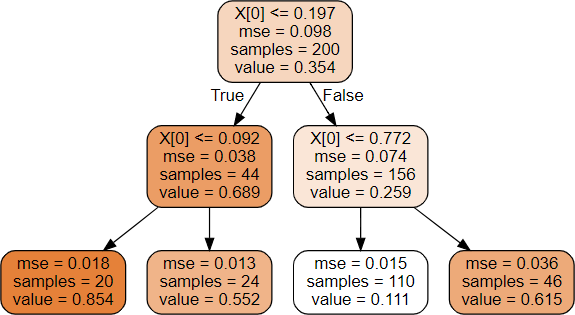 X[0] <= 0.197
mse = 0.098
samples = 200
value = 0.354
True
False
X[0] <= 0.092
mse = 0.038
samples = 44
value = 0.689
X[0] <= 0.772
mse = 0.074
samples = 156
value = 0.259
mse = 0.018
samples = 20
value = 0.854
mse = 0.013
samples = 24
value = 0.552
mse = 0.015
samples = 110
value = 0.111
mse = 0.036
samples = 46
value = 0.615